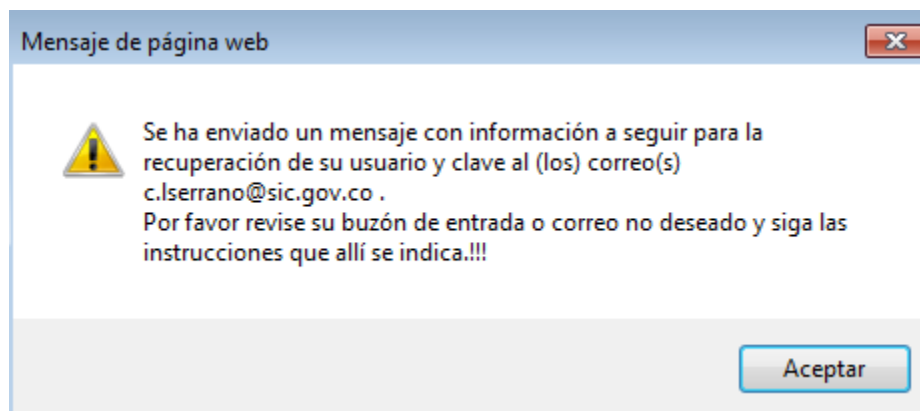 Mensaje de página web
Se ha enviado un mensaje con información a seguir para la
recuperación de su usuario y clave al (los) correo(s)
c.lserrano@sic.gov.co .
Por favor revise su buzón de entrada o correo no deseado y siga las
instrucciones que allí se indica.!!!
Aceptar